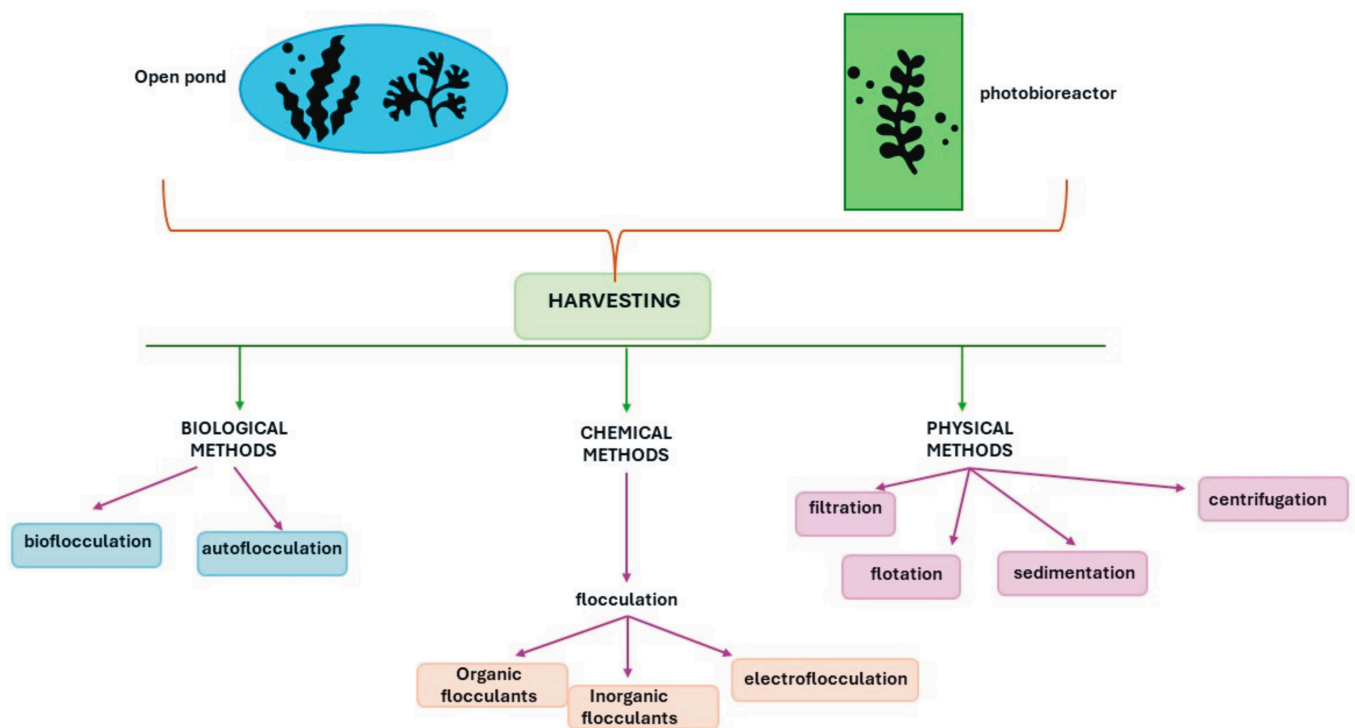 Open pond
photobioreactor
HARVESTING
BIOLOGICAL
METHODS
CHEMICAL
METHODS
PHYSICAL
METHODS
bioflocculation
autoflocculation
flocculation
Organic
flocculants
Inorganic
flocculants
electroflocculation
filtration
flotation
sedimentation
centrifugation